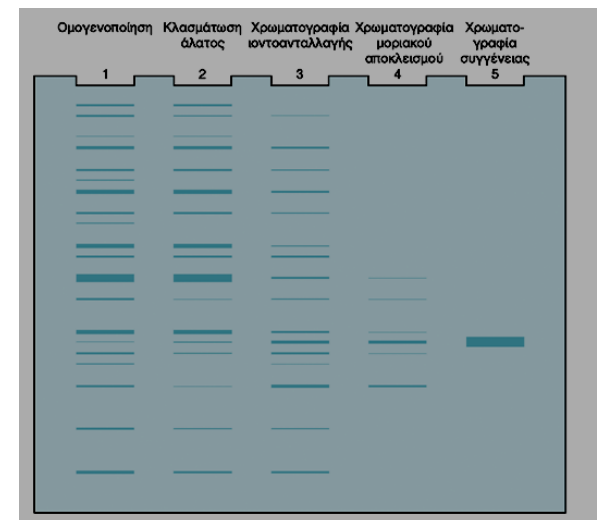 Ομογενοποίηση Κλασμάτωση Χρωματογραφία Χρωματογραφία Χρωματο-
άλατος ιοντοανταλλαγής μοριακού γραφία
αποκλεισμού συγγένειας
1 2 3 4 5